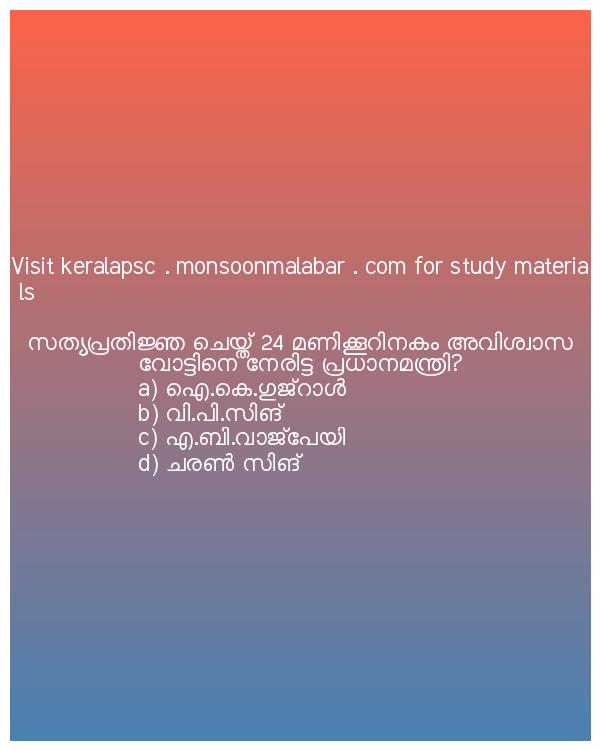 Visit keralapsc . monsoonmalabar . com for study materia
ls
സത്യപ്രതിജ്ഞ ചെയ്ത് 24 മണിക്കൂറിനകം അവിശ്വാസ
വോട്ടിനെ നേരിട്ട പ്രധാനമന്ത്രി?
a) ഐ.കെ.ഗുജ്റാൾ
b) വി.പി.സിങ്
c) എ.ബി.വാജ്പേയി
d) ചരൺ സിങ്